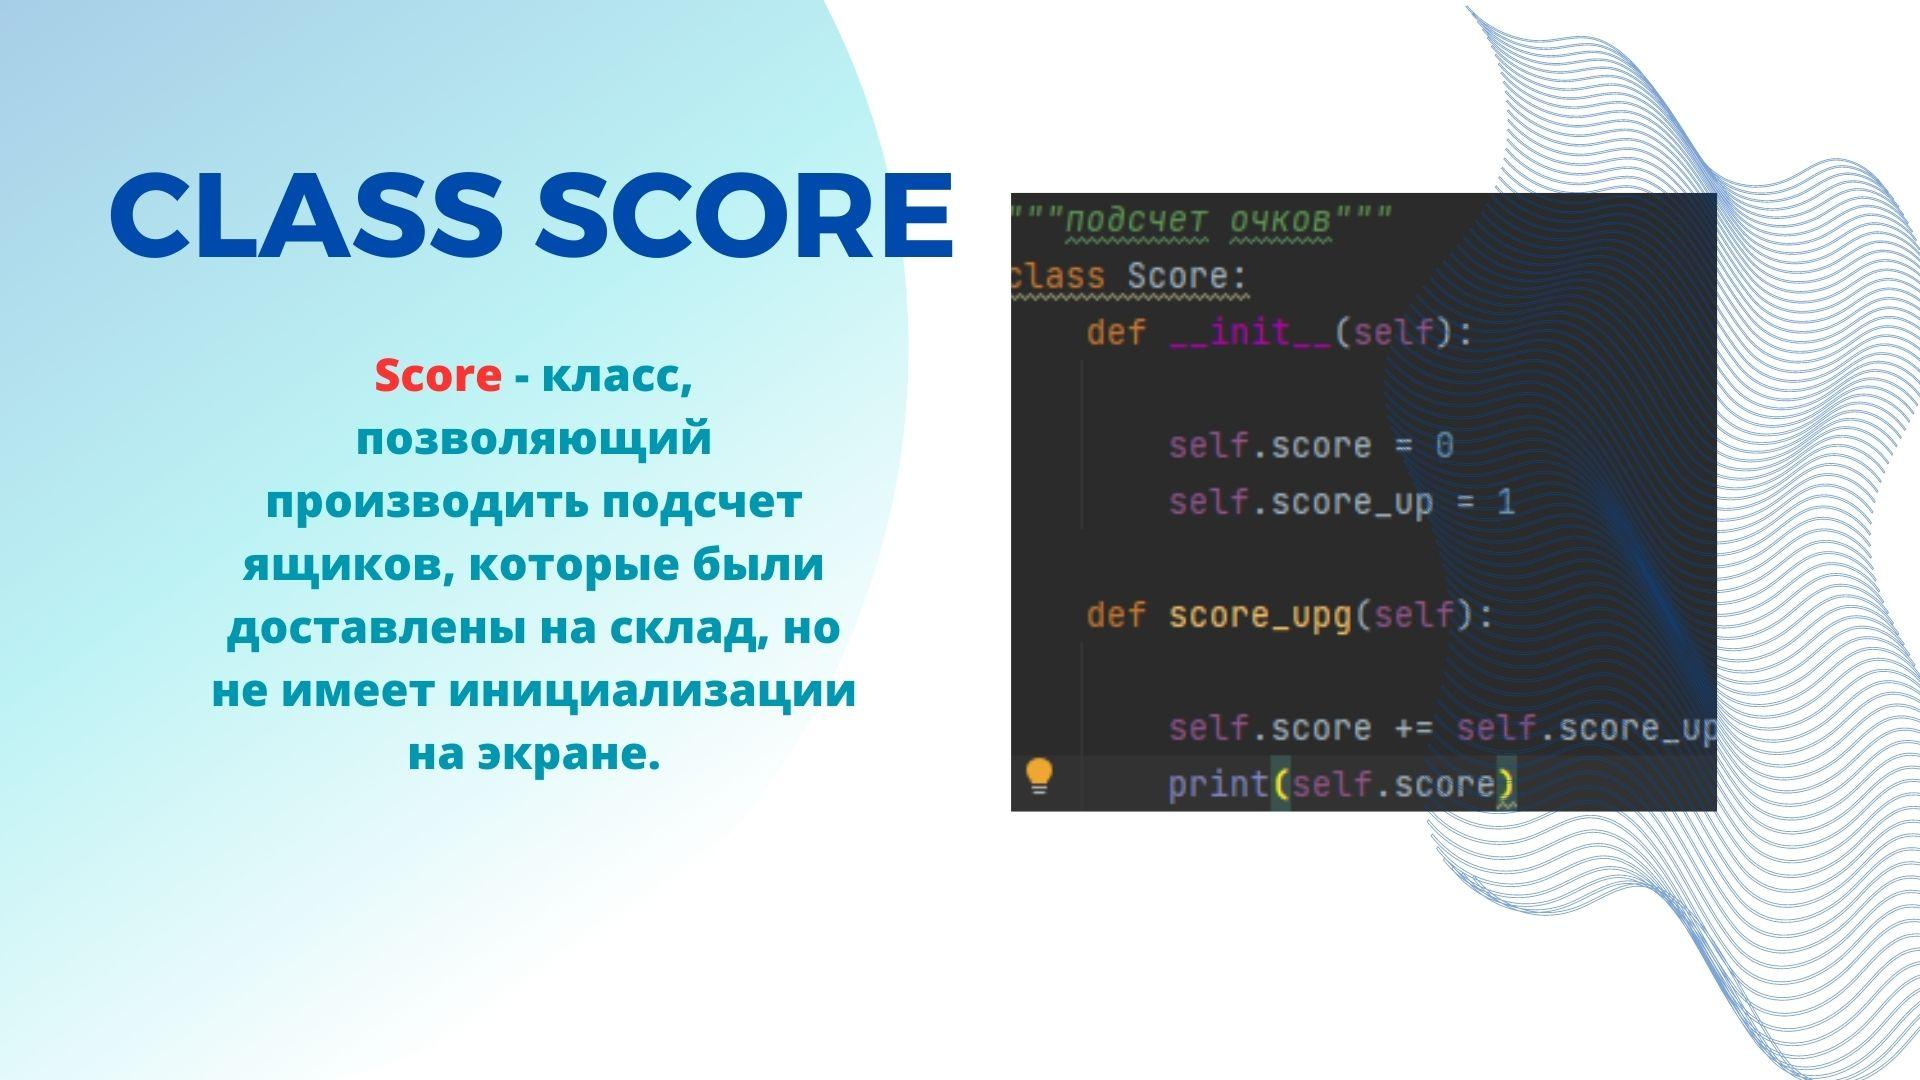 CLASS SCORE
Score - класс,
позволяющий
производить подсчет
ящиков, которые были
доставлены на склад, но
не имеет инициализации
на экране.
"""подсчет очков"""
class Score:
def __init__(self):
self.score = 0
self.score_up = 1
def score_upg(self):
self.score += self.score_up
print(self.score)